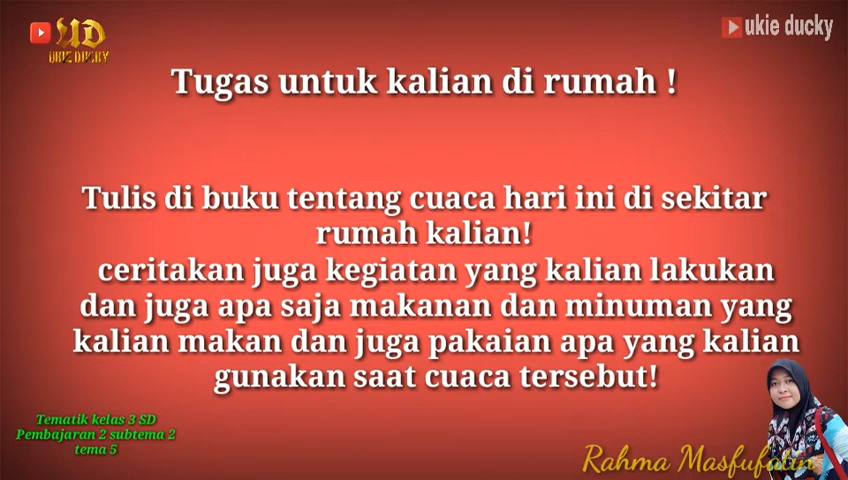 UD
UKIE DUCKY
ukie ducky
Tugas untuk kalian di rumah !
Tulis di buku tentang cuaca hari ini di sekitar
rumah kalian!
ceritakan juga kegiatan yang kalian lakukan
dan juga apa saja makanan dan minuman yang
kalian makan dan juga pakaian apa yang kalian
gunakan saat cuaca tersebut!
Tematik kelas 3 SD
Pembajaran 2 subtema 2
tema 5
Rahma Masfufatin